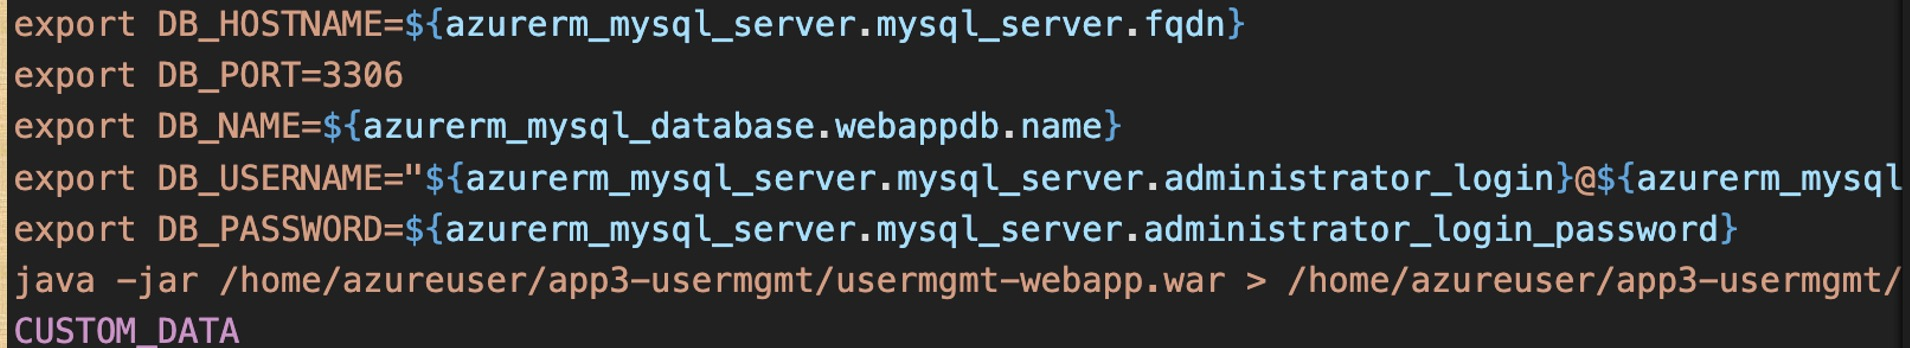 export DB_HOSTNAME=${azurerm_mysql_server.mysql_server.fqdn}
export DB_PORT=3306
export DB_NAME=${azurerm_mysql_database.webappdb.name}
export DB_USERNAME="${azurerm_mysql_server.mysql_server.administrator_login}@${azurerm_mysql
export DB_PASSWORD=${azurerm_mysql_server.mysql_server.administrator_login_password}
java -jar /home/azureuser/app3-usermgmt/usermgmt-webapp.war > /home/azureuser/app3-usermgmt/
CUSTOM_DATA